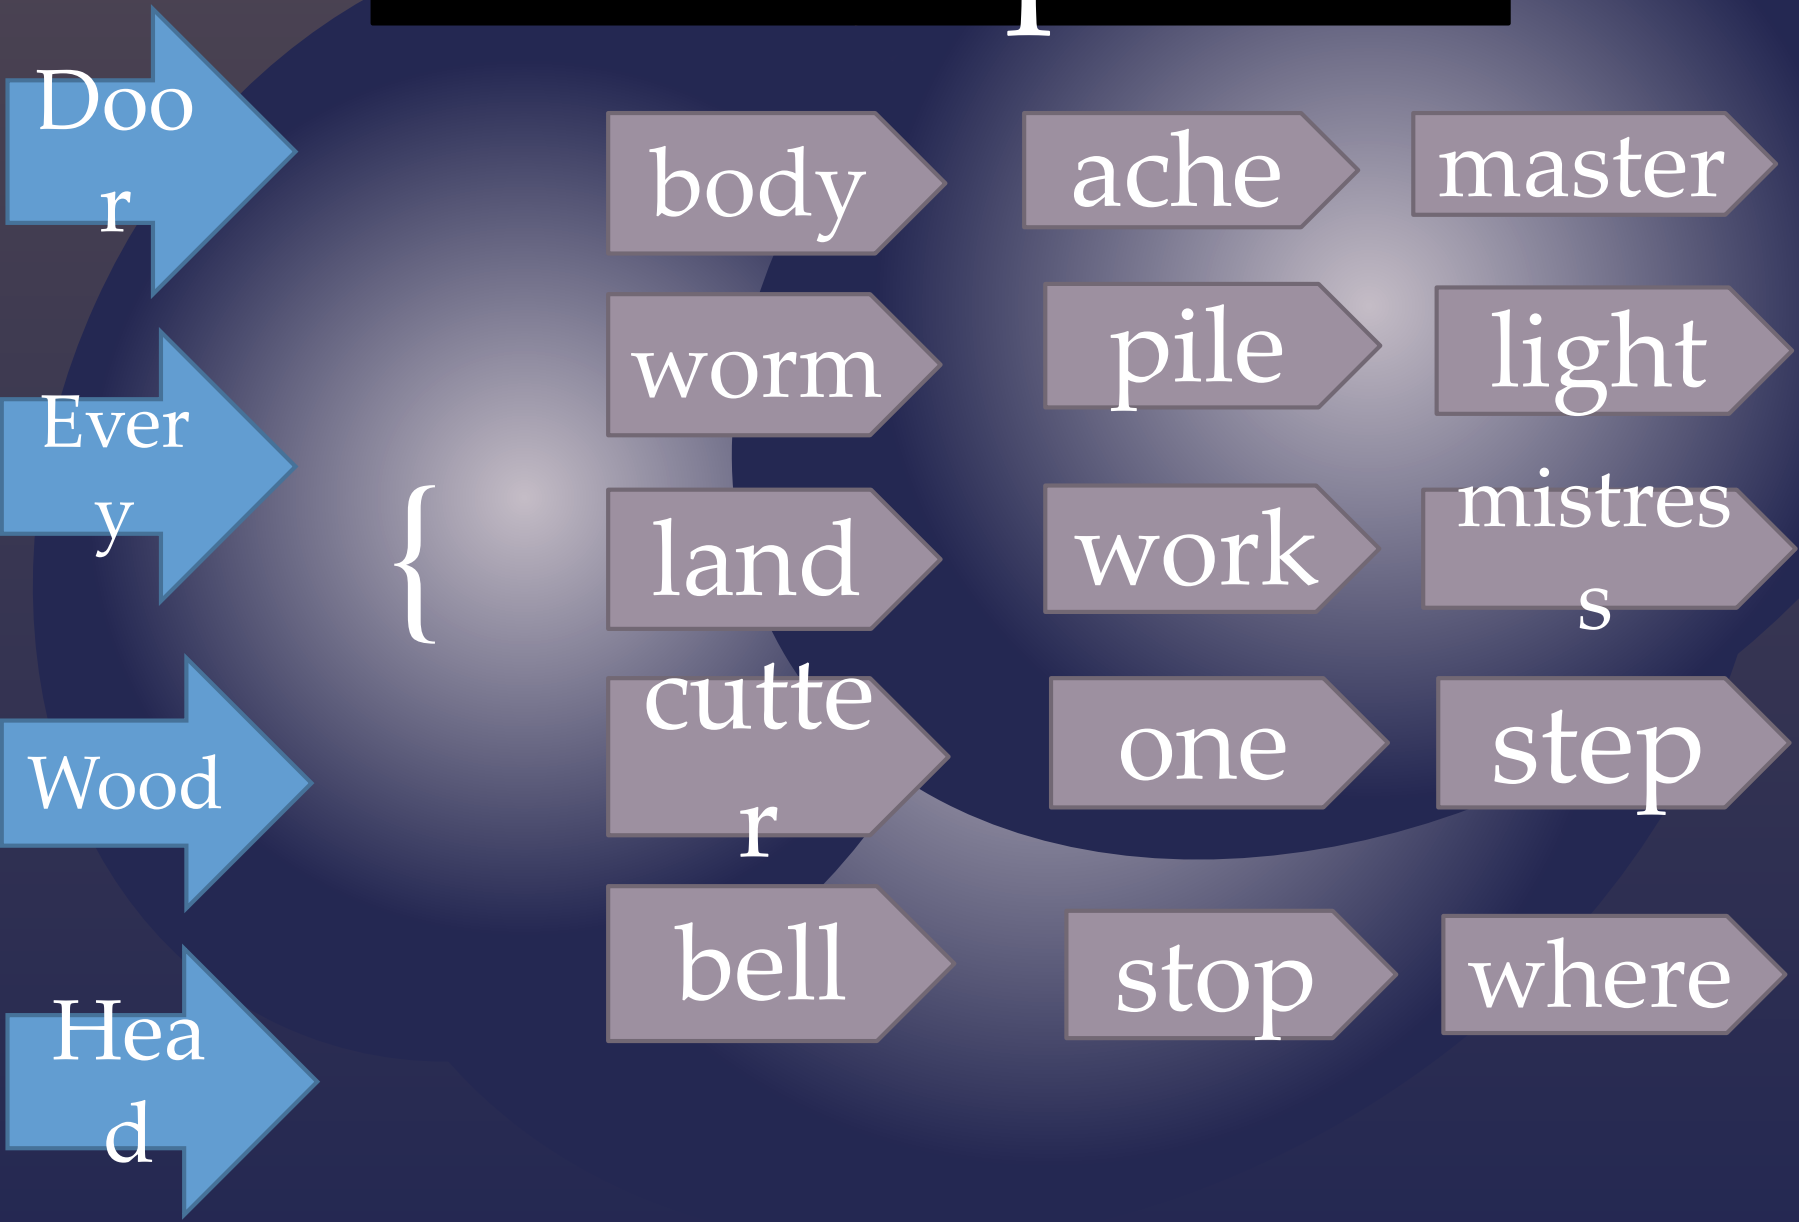 Doo
r
Ever
y
Wood
Hea
d
{
body
ache
master
worm
pile
light
land
work
mistres
s
cutte
r
one
step
bell
stop
where